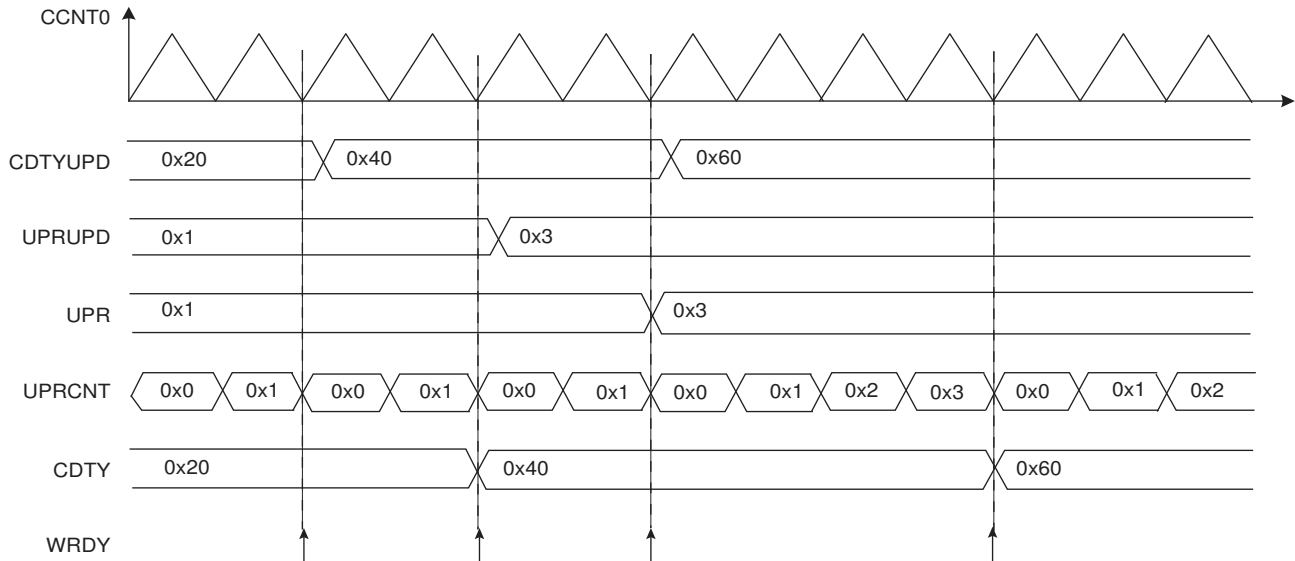 CCNT0
CDTYUPD 0x20 0x40 0x60
UPRUPD 0x1 0x3
UPR 0x1 0x3
UPRCNT 0x0 0x1 0x0 0x1 0x0 0x1 0x0 0x1 0x2 0x3 0x0 0x1 0x2
CDTY 0x20 0x40 0x60
WRDY